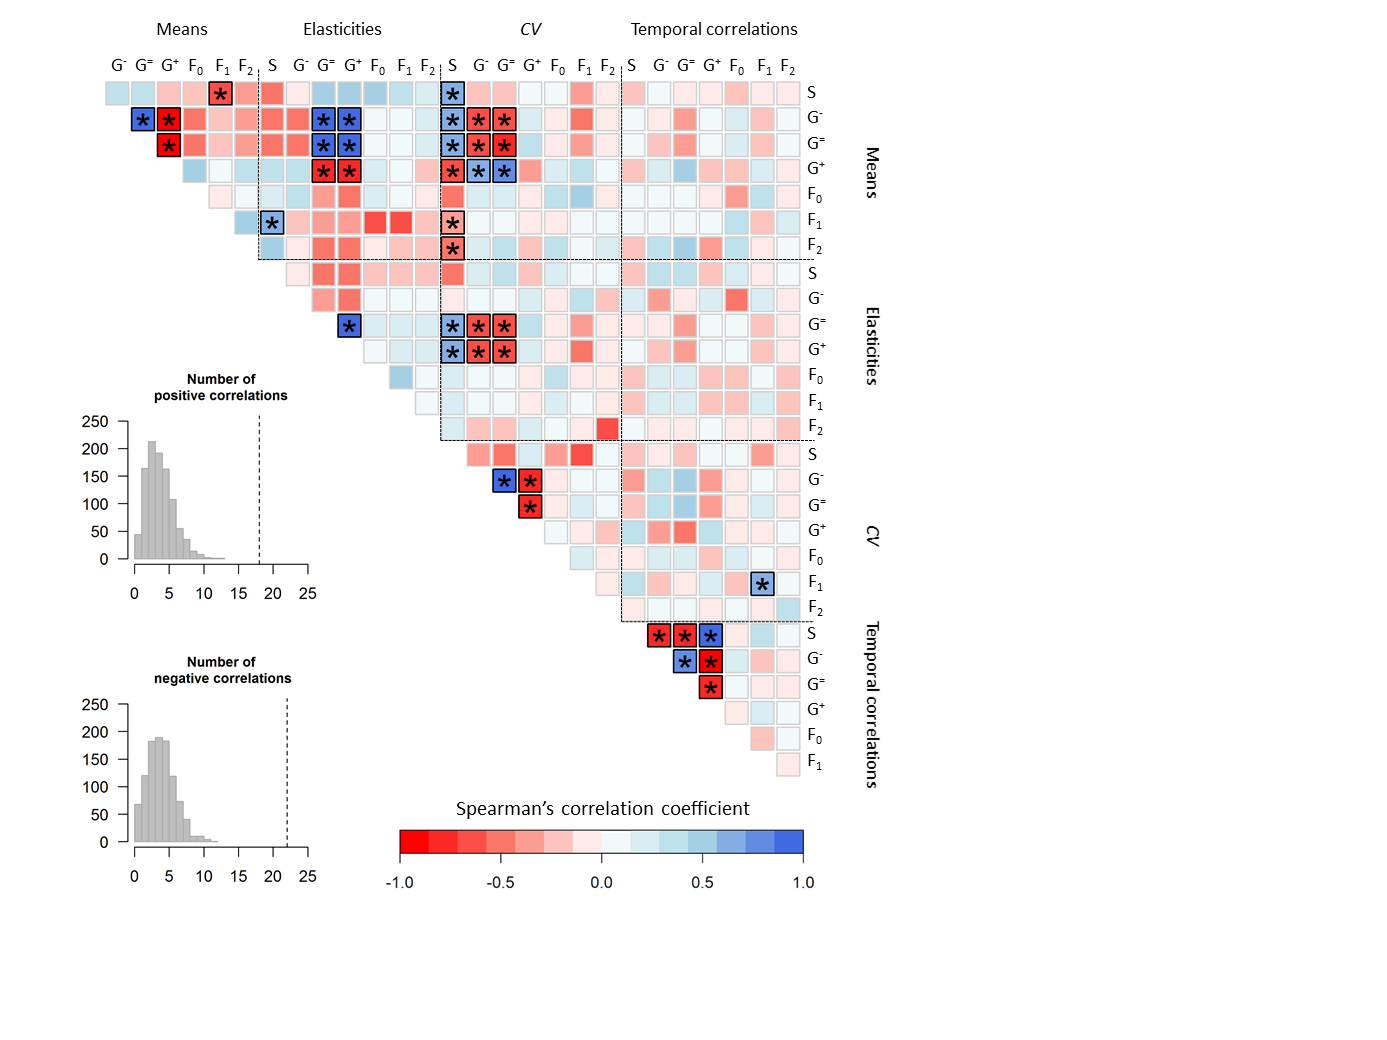 Means Elasticities CV Temporal correlations
G- G= G+ F0 F1 F2 S G- G= G+ F0 F1 F2 S G- G= G+ F0 F1 F2 S G- G= G+ F0 F1 F2
* * S
* * * * * * * G-
* * * * * * G=
* * * * * G+
F0
* * F1
* F2
Means
S
G-
* * * * G=
* * * G+
F0
F1
F2
Elasticities
S
* * G-
* G=
G+
F0
* F1
F2
CV
* * * S
* * G-
* G=
G+
F0
F1
Temporal correlations
Number of
positive correlations
250
200
150
100
50
0
0 5 10 15 20 25
Number of
negative correlations
250
200
150
100
50
0
0 5 10 15 20 25
Spearman's correlation coefficient
-1.0 -0.5 0.0 0.5 1.0